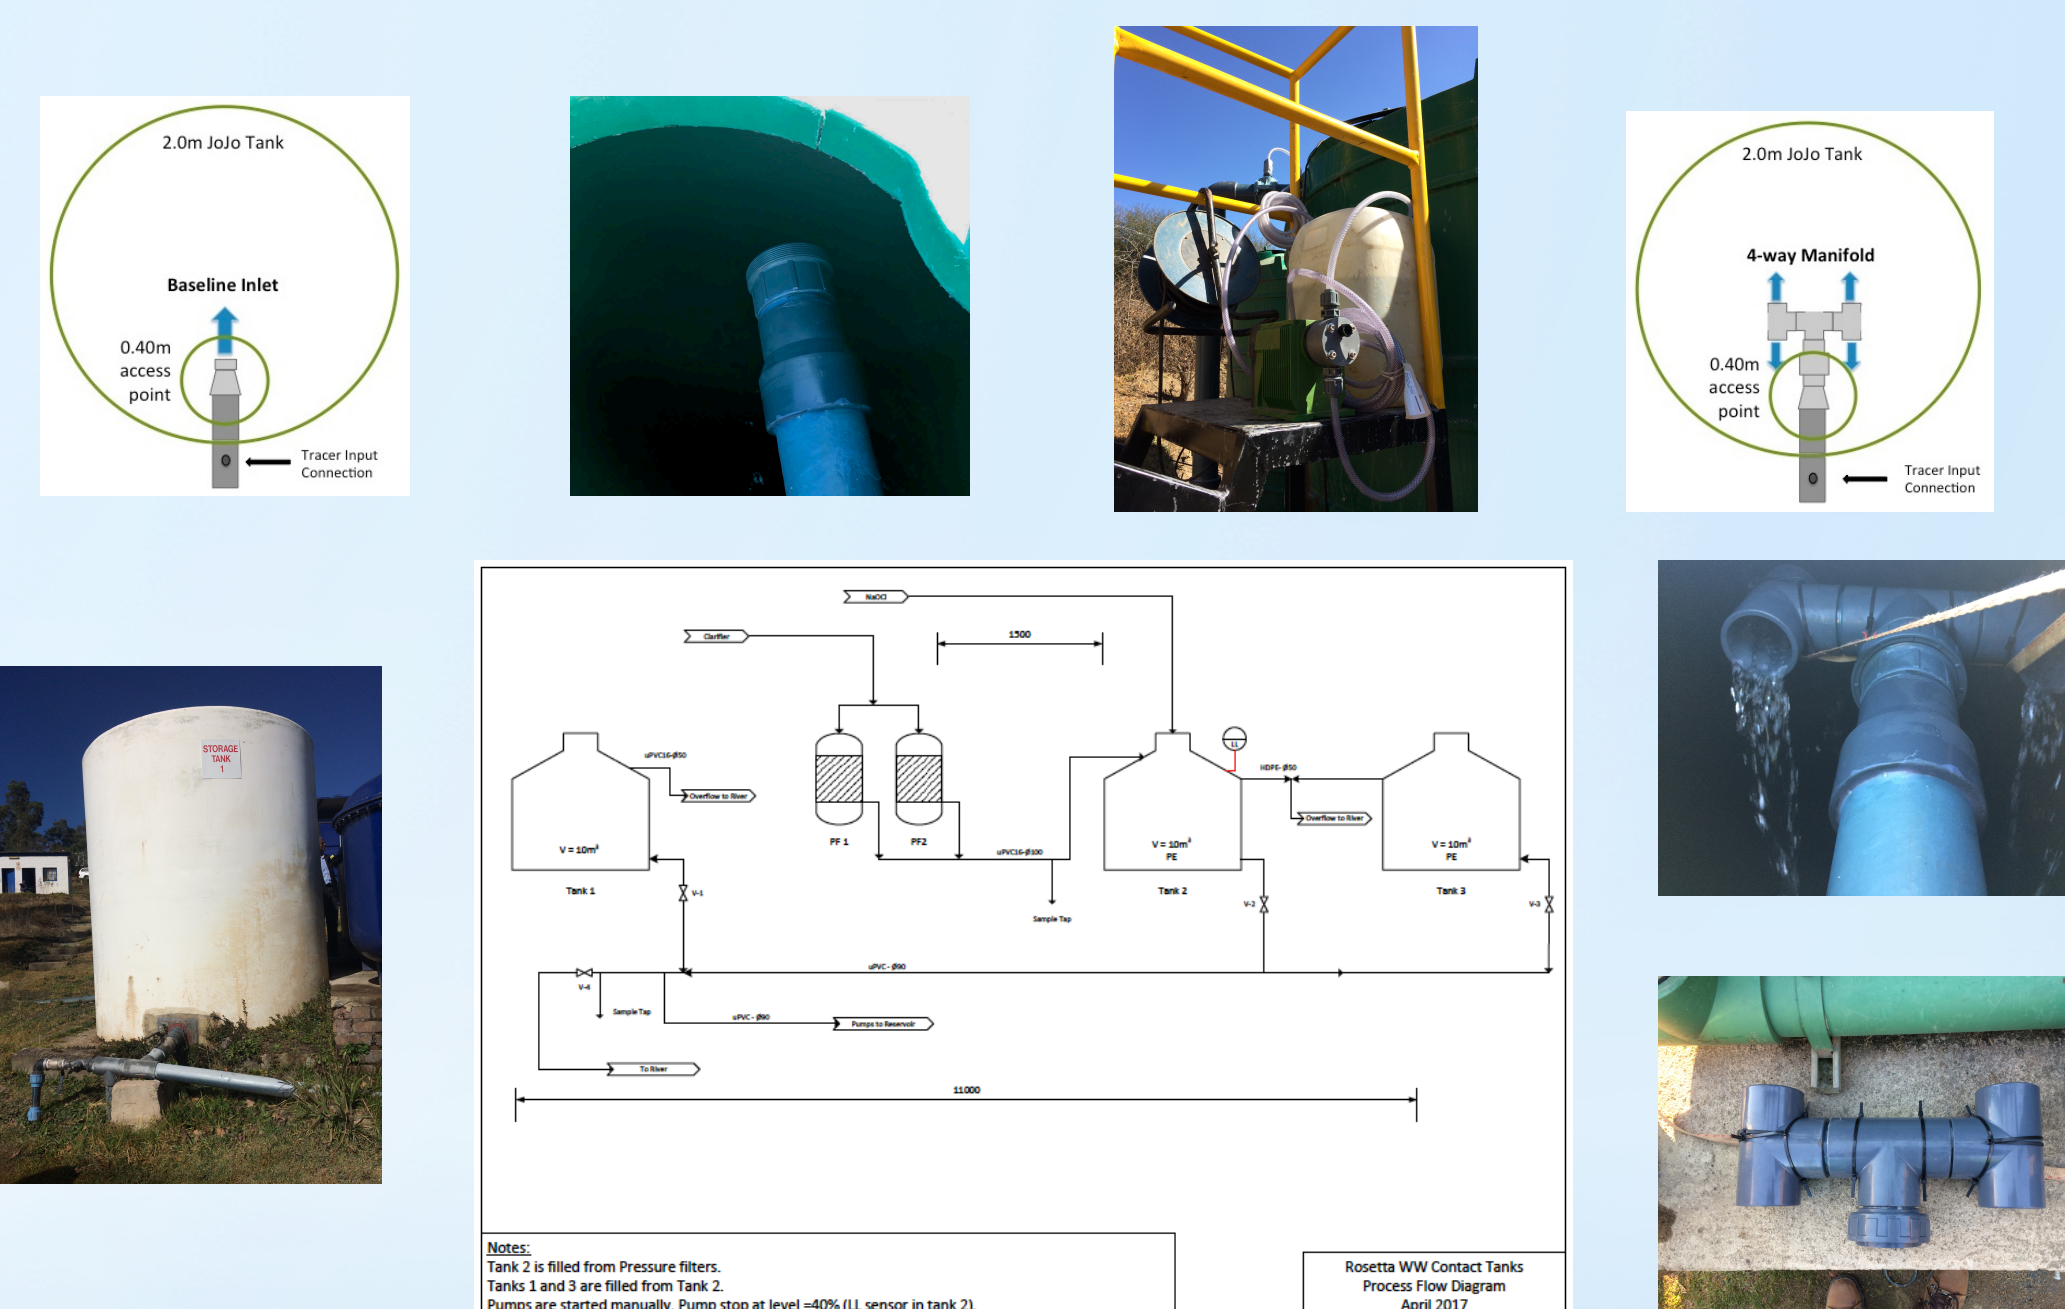 2.0m JoJo Tank
Baseline Inlet
0.40m
access
point
Tracer Input
Connection
2.0m JoJo Tank
4-way Manifold
0.40m
access
point
Tracer Input
Connection
STORAGE
TANK
1
NaOCl
Clarifier
1500
uPVC16-Ø50
Overflow to River
V = 10m³
Tank 1
V-1
PF 1
PF2
uPVC16-Ø100
Sample Tap
LL
HDPE- Ø50
Overflow to River
V = 10m³
PE
Tank 2
V-2
V = 10m³
PE
Tank 3
V-3
uPVC - Ø90
V-4
Sample Tap
uPVC - Ø90
Pumps to Reservoir
To River
11000
Notes:
Tank 2 is filled from Pressure filters.
Tanks 1 and 3 are filled from Tank 2.
Pumps are started manually. Pump stop at level =40% (LL sensor in tank 2).
Rosetta WW Contact Tanks
Process Flow Diagram
April 2017